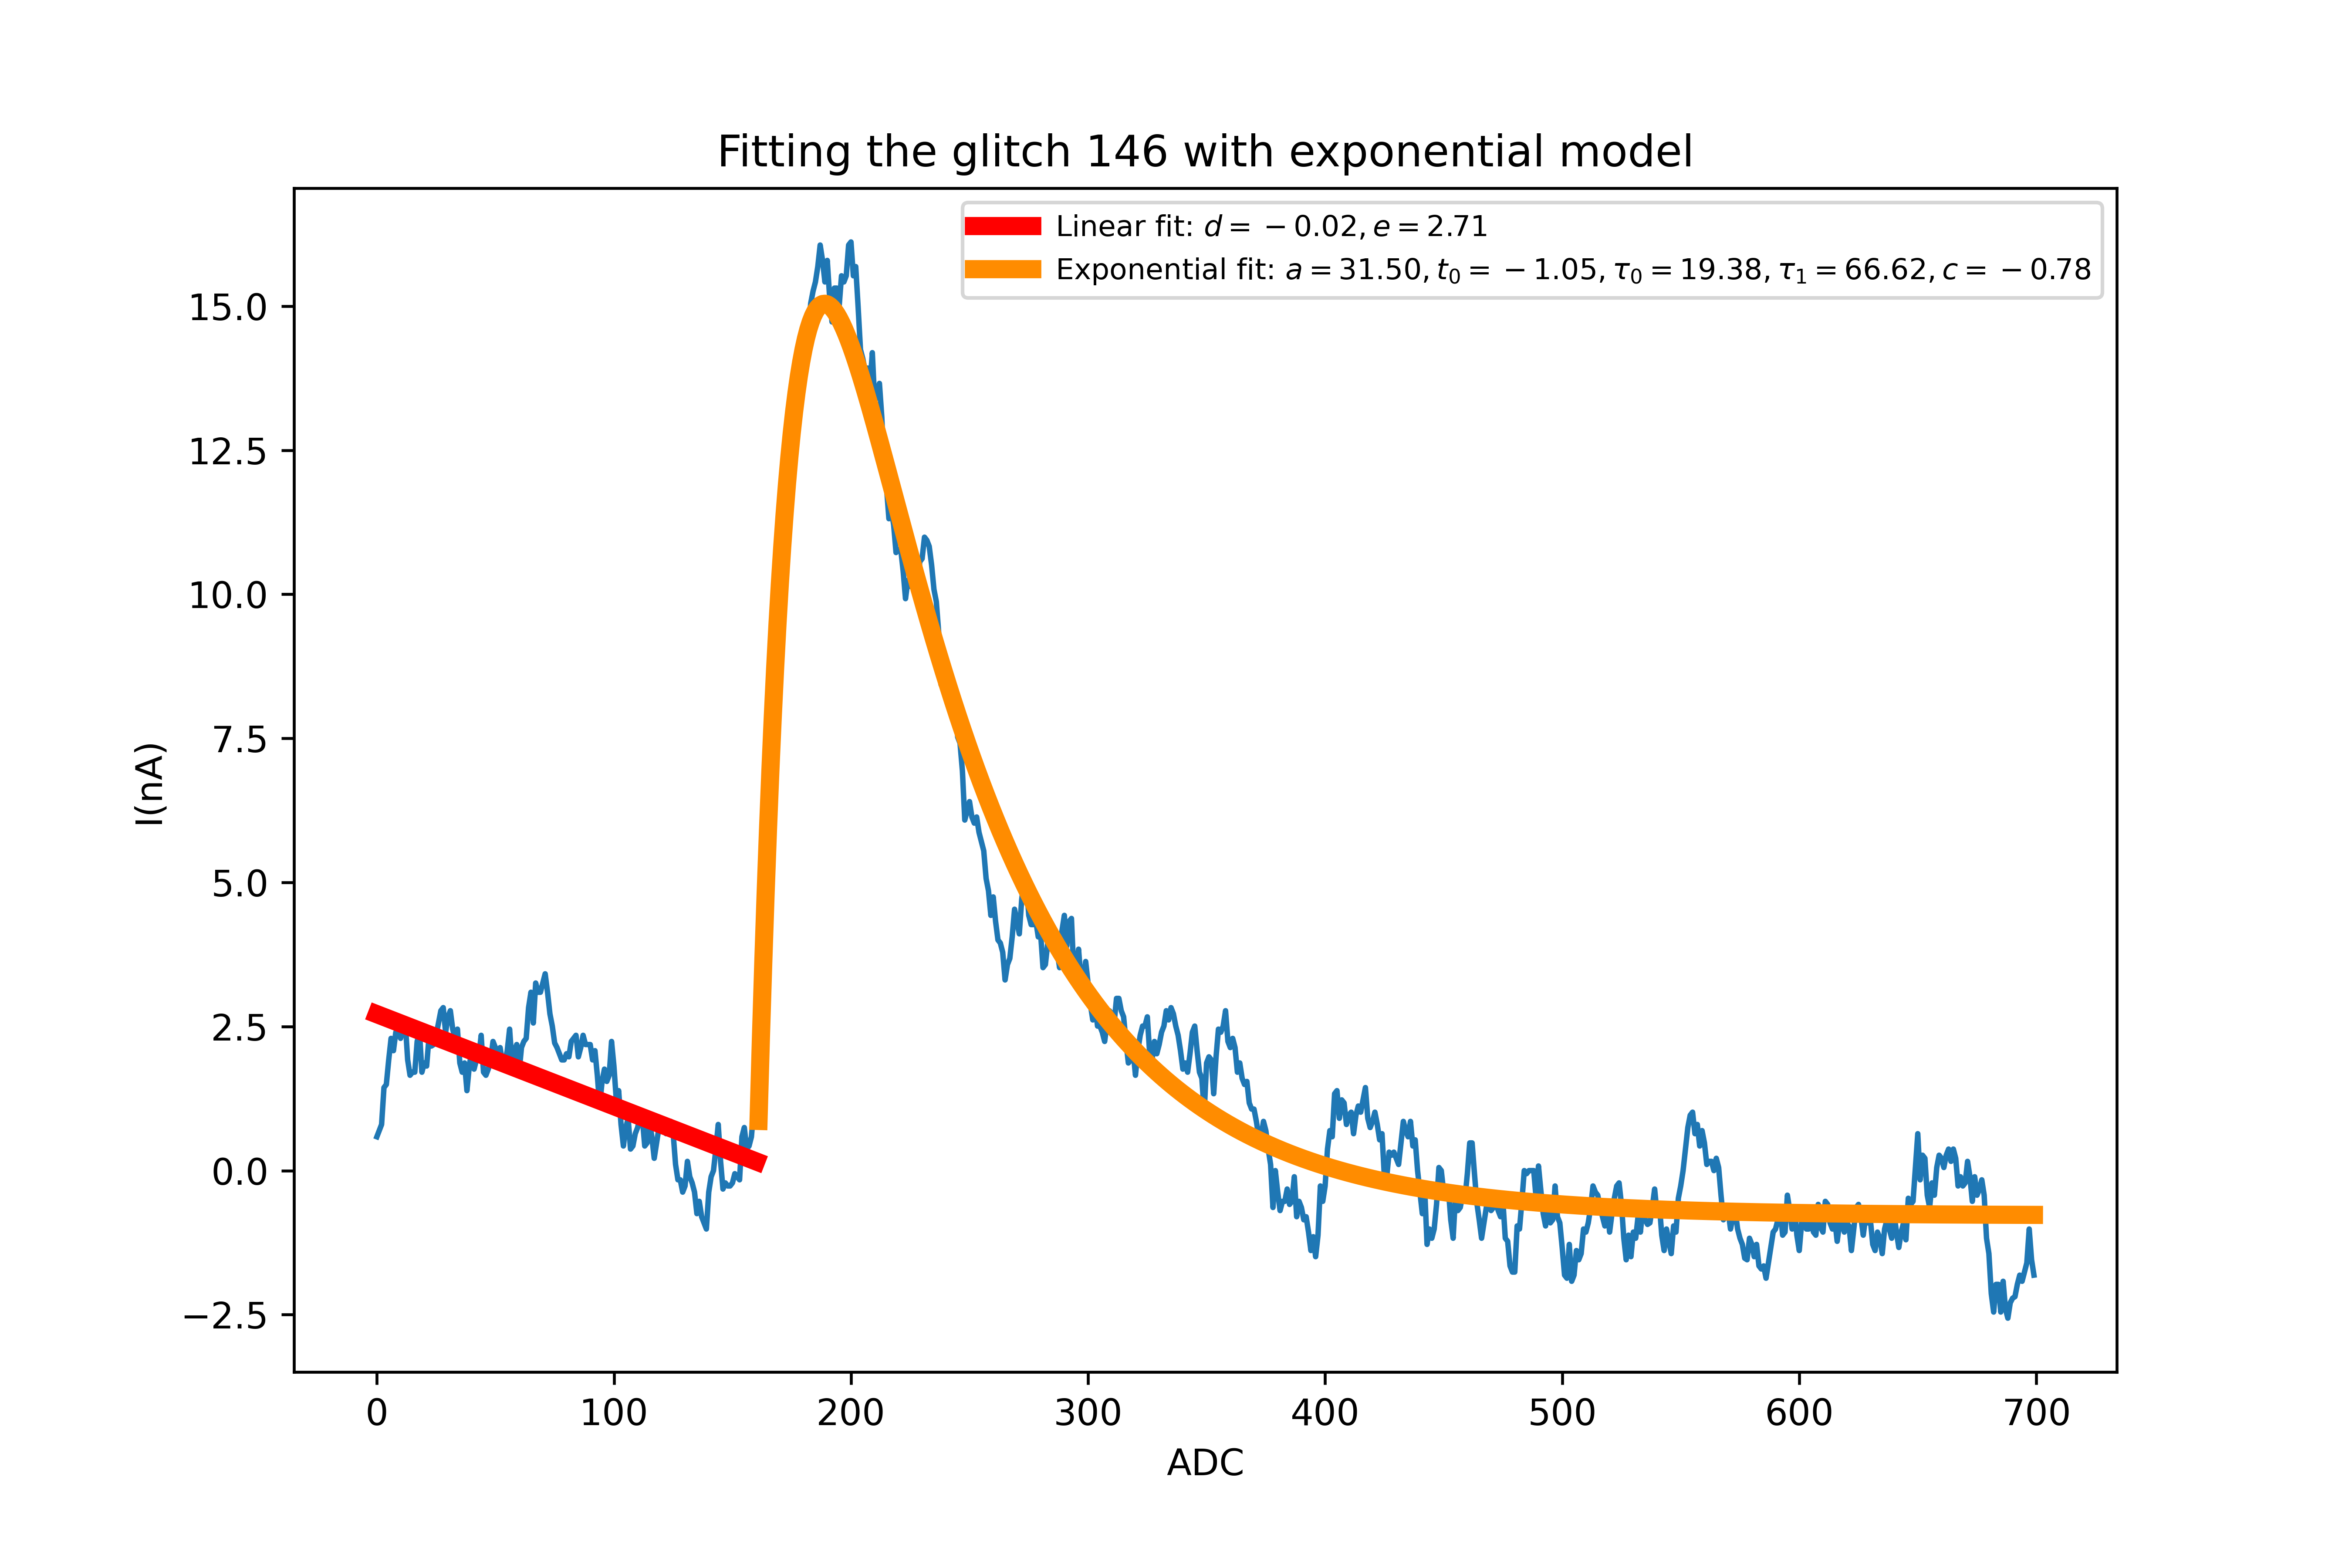 Fitting the glitch 146 with exponential model
Linear fit: d = −0.02, e = 2.71
Exponential fit: a = 31.50, t₀ = −1.05, τ₀ = 19.38, τ₁ = 66.62, c = −0.78
15.0
12.5
10.0
7.5
5.0
2.5
0.0
−2.5
I(nA)
0 100 200 300 400 500 600 700
ADC